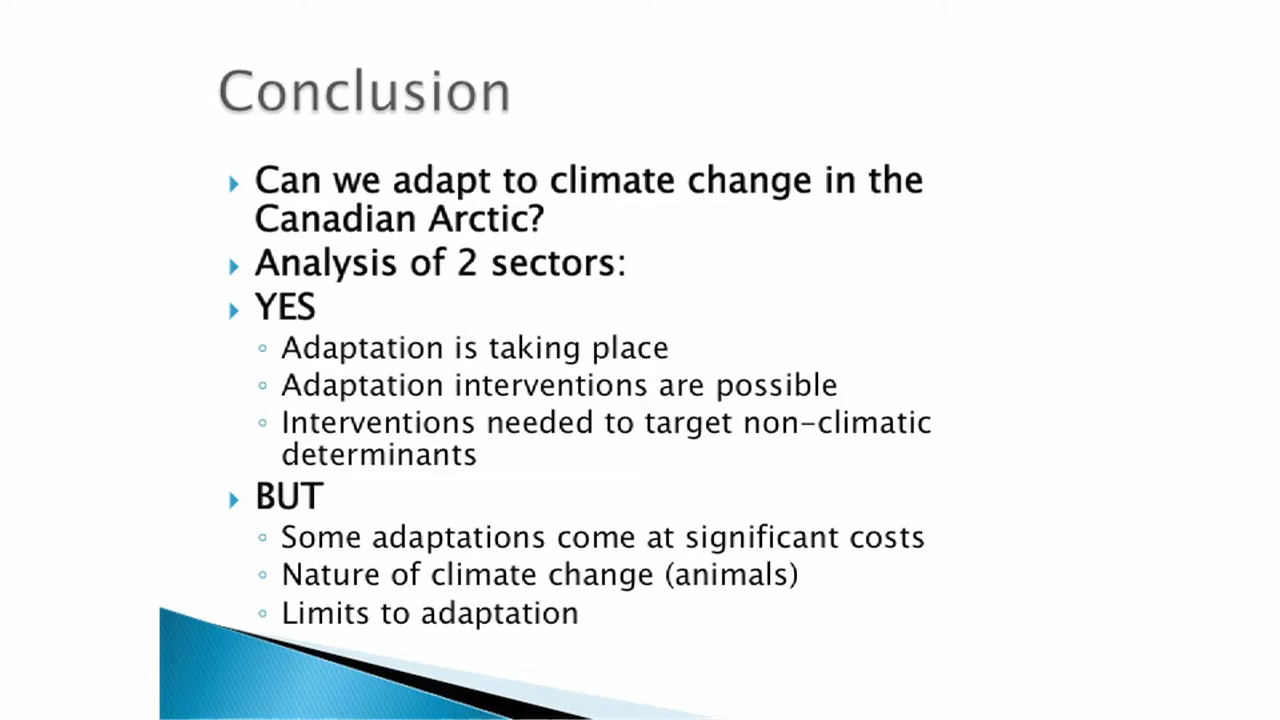 Conclusion
Can we adapt to climate change in the
Canadian Arctic?
Analysis of 2 sectors:
YES
Adaptation is taking place
Adaptation interventions are possible
Interventions needed to target non-climatic
determinants
BUT
Some adaptations come at significant costs
Nature of climate change (animals)
Limits to adaptation